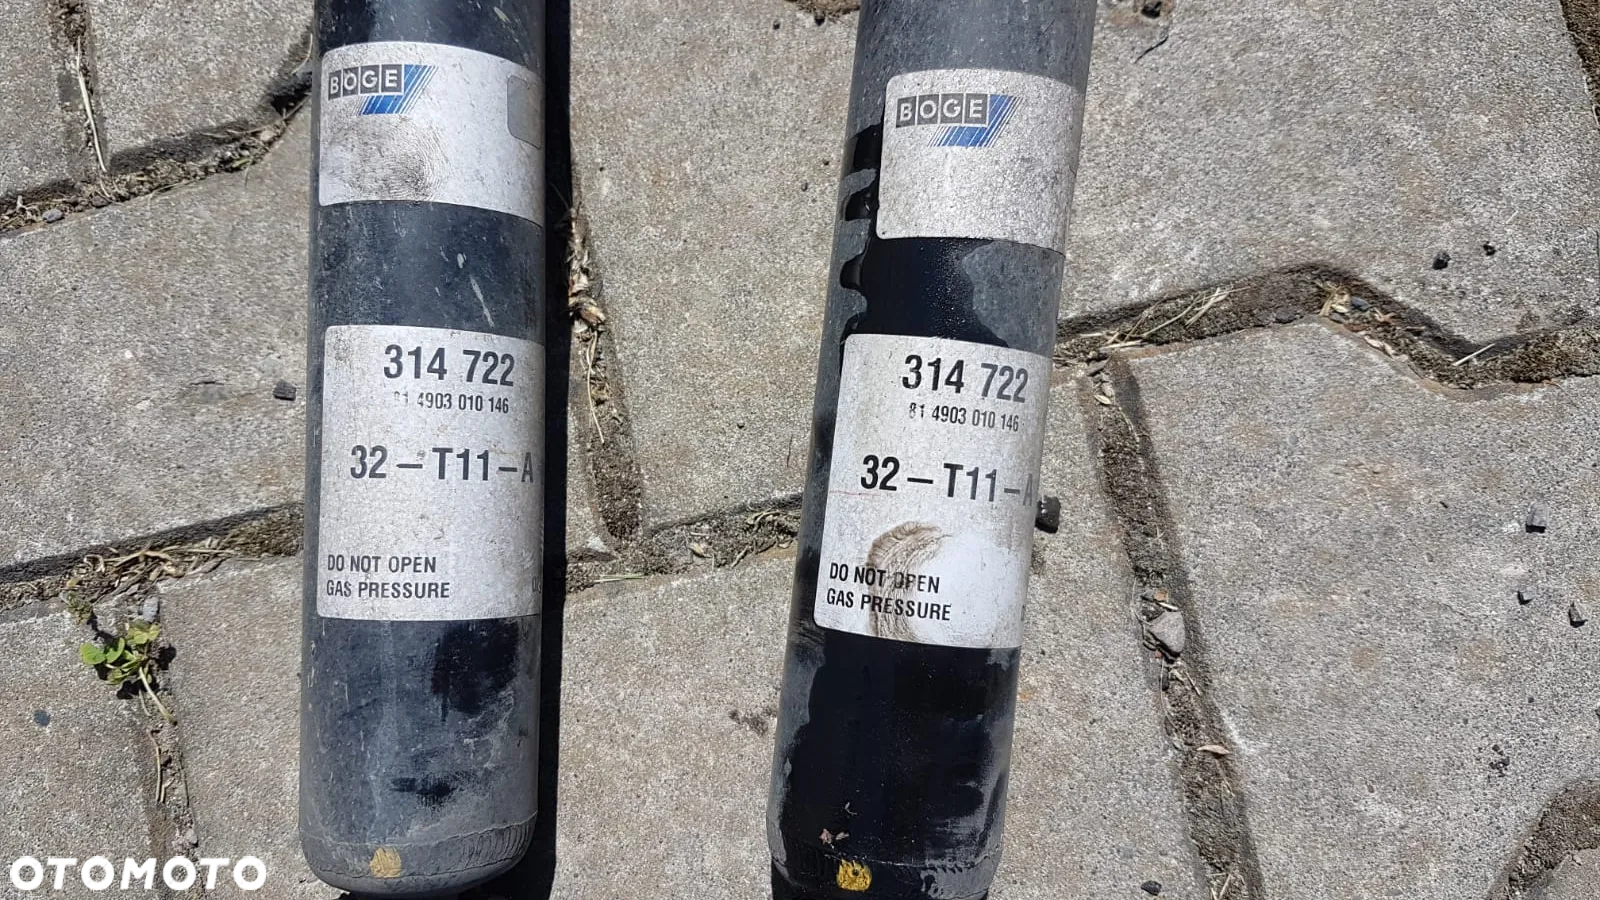 BOGE
314 722
81 4903 010 146
32-T11-A
DO NOT OPEN
GAS PRESSURE
BOGE
314 722
81 4903 010 146
32-T11-A
DO NOT OPEN
GAS PRESSURE
OTOMOTO